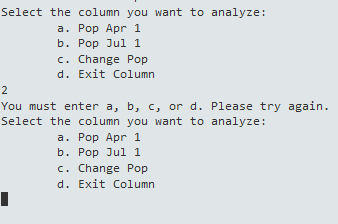 Select the column you want to analyze:
a. Pop Apr 1
b. Pop Jul 1
c. Change Pop
d. Exit Column
2
You must enter a, b, c, or d. Please try again.
Select the column you want to analyze:
a. Pop Apr 1
b. Pop Jul 1
c. Change Pop
d. Exit Column